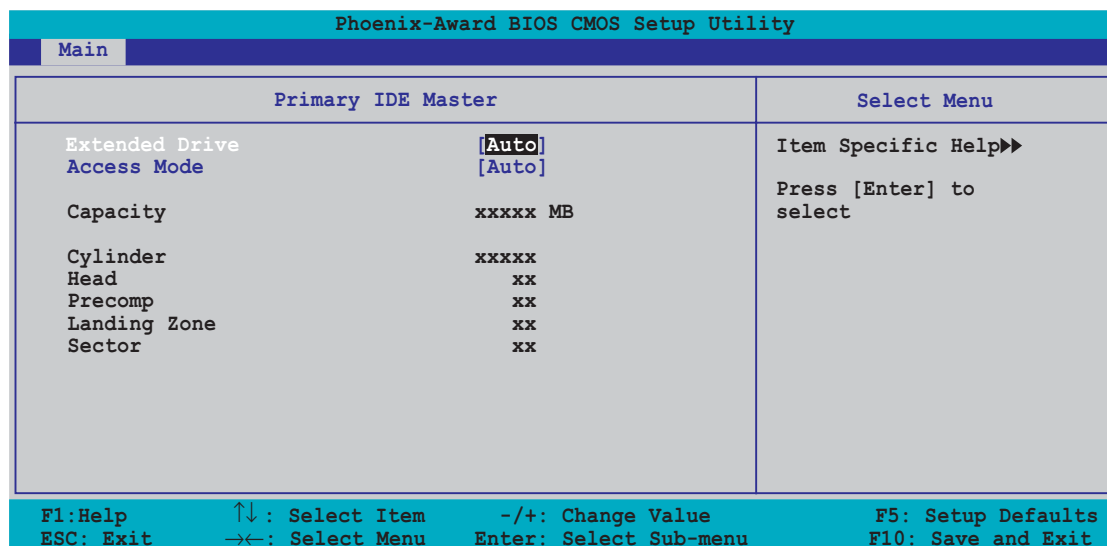 Phoenix-Award BIOS CMOS Setup Utility
Main
Primary IDE Master
Select Menu
Extended Drive [Auto]
Access Mode [Auto]
Capacity xxxxx MB
Cylinder xxxxx
Head xx
Precomp xx
Landing Zone xx
Sector xx
Item Specific Help▶▶
Press [Enter] to
select
F1:Help ↑↓: Select Item -/+: Change Value F5: Setup Defaults
ESC: Exit →←: Select Menu Enter: Select Sub-menu F10: Save and Exit